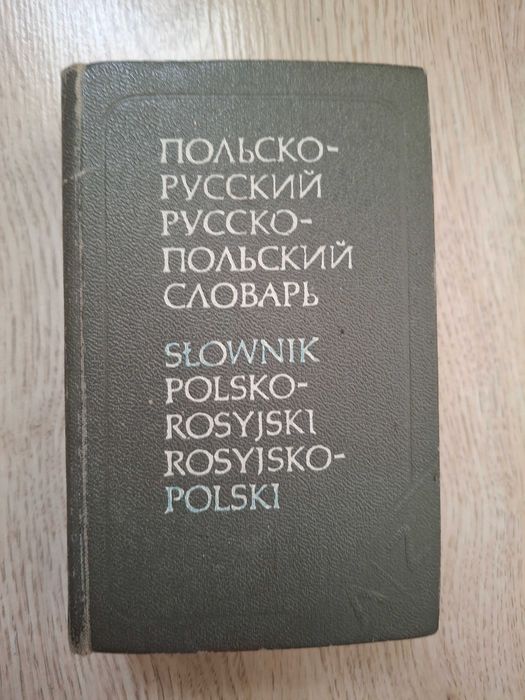 ПОЛЬСКО-
РУССКИЙ
РУССКО-
ПОЛЬСКИЙ
СЛОВАРЬ
SŁOWNIK
POLSKO-
ROSYJSKI
ROSYJSKO-
POLSKI